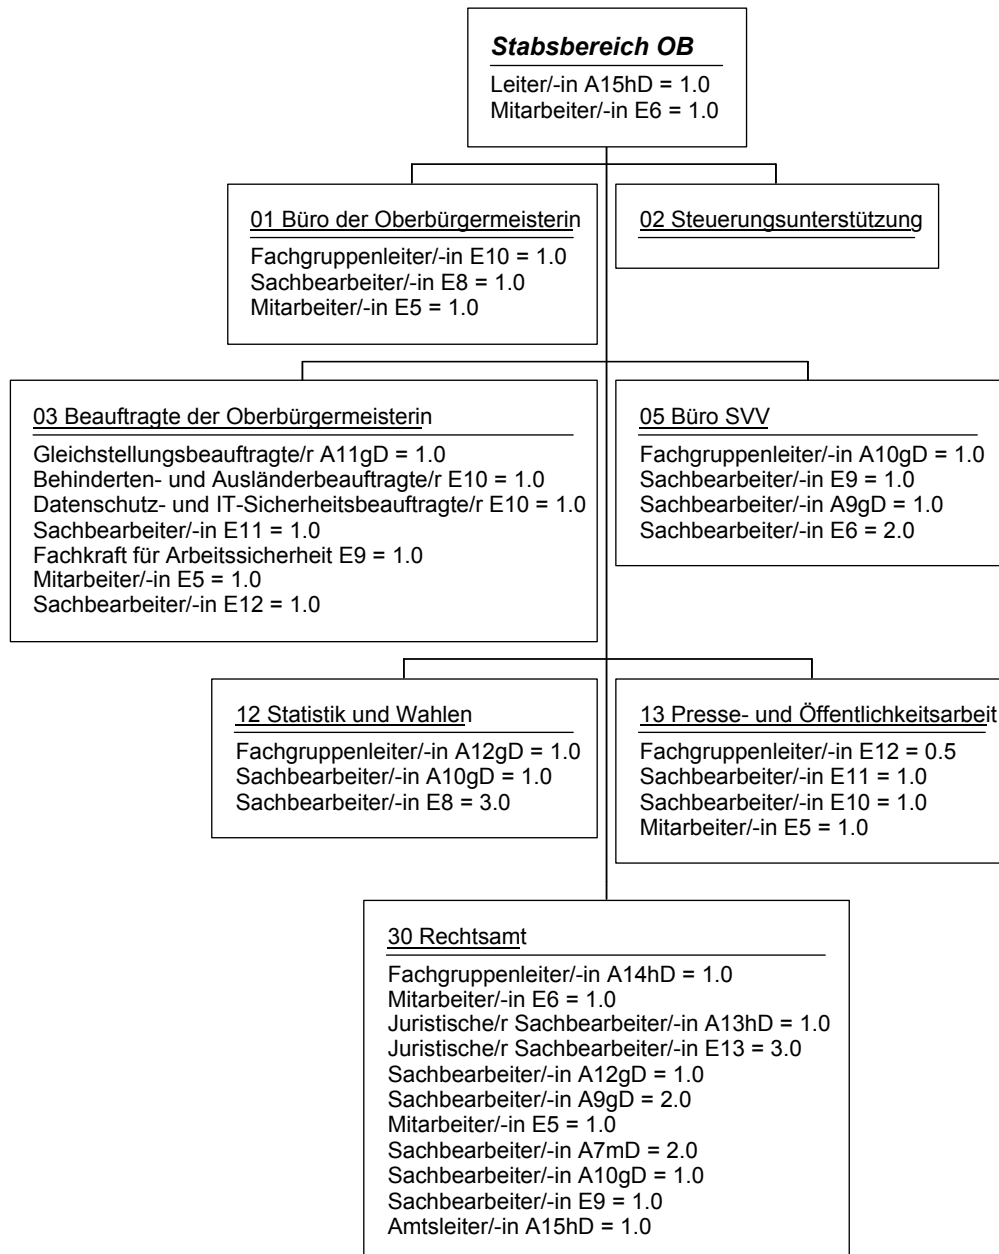 Stabsbereich OB
Leiter/-in A15hD = 1.0
Mitarbeiter/-in E6 = 1.0
01 Büro der Oberbürgermeisterin
Fachgruppenleiter/-in E10 = 1.0
Sachbearbeiter/-in E8 = 1.0
Mitarbeiter/-in E5 = 1.0
02 Steuerungsunterstützung
03 Beauftragte der Oberbürgermeisterin
Gleichstellungsbeauftragte/r A11gD = 1.0
Behinderten- und Ausländerbeauftragte/r E10 = 1.0
Datenschutz- und IT-Sicherheitsbeauftragte/r E10 = 1.0
Sachbearbeiter/-in E11 = 1.0
Fachkraft für Arbeitssicherheit E9 = 1.0
Mitarbeiter/-in E5 = 1.0
Sachbearbeiter/-in E12 = 1.0
05 Büro SVV
Fachgruppenleiter/-in A10gD = 1.0
Sachbearbeiter/-in E9 = 1.0
Sachbearbeiter/-in A9gD = 1.0
Sachbearbeiter/-in E6 = 2.0
12 Statistik und Wahlen
Fachgruppenleiter/-in A12gD = 1.0
Sachbearbeiter/-in A10gD = 1.0
Sachbearbeiter/-in E8 = 3.0
13 Presse- und Öffentlichkeitsarbeit
Fachgruppenleiter/-in E12 = 0.5
Sachbearbeiter/-in E11 = 1.0
Sachbearbeiter/-in E10 = 1.0
Mitarbeiter/-in E5 = 1.0
30 Rechtsamt
Fachgruppenleiter/-in A14hD = 1.0
Mitarbeiter/-in E6 = 1.0
Juristische/r Sachbearbeiter/-in A13hD = 1.0
Juristische/r Sachbearbeiter/-in E13 = 3.0
Sachbearbeiter/-in A12gD = 1.0
Sachbearbeiter/-in A9gD = 2.0
Mitarbeiter/-in E5 = 1.0
Sachbearbeiter/-in A7mD = 2.0
Sachbearbeiter/-in A10gD = 1.0
Sachbearbeiter/-in E9 = 1.0
Amtsleiter/-in A15hD = 1.0